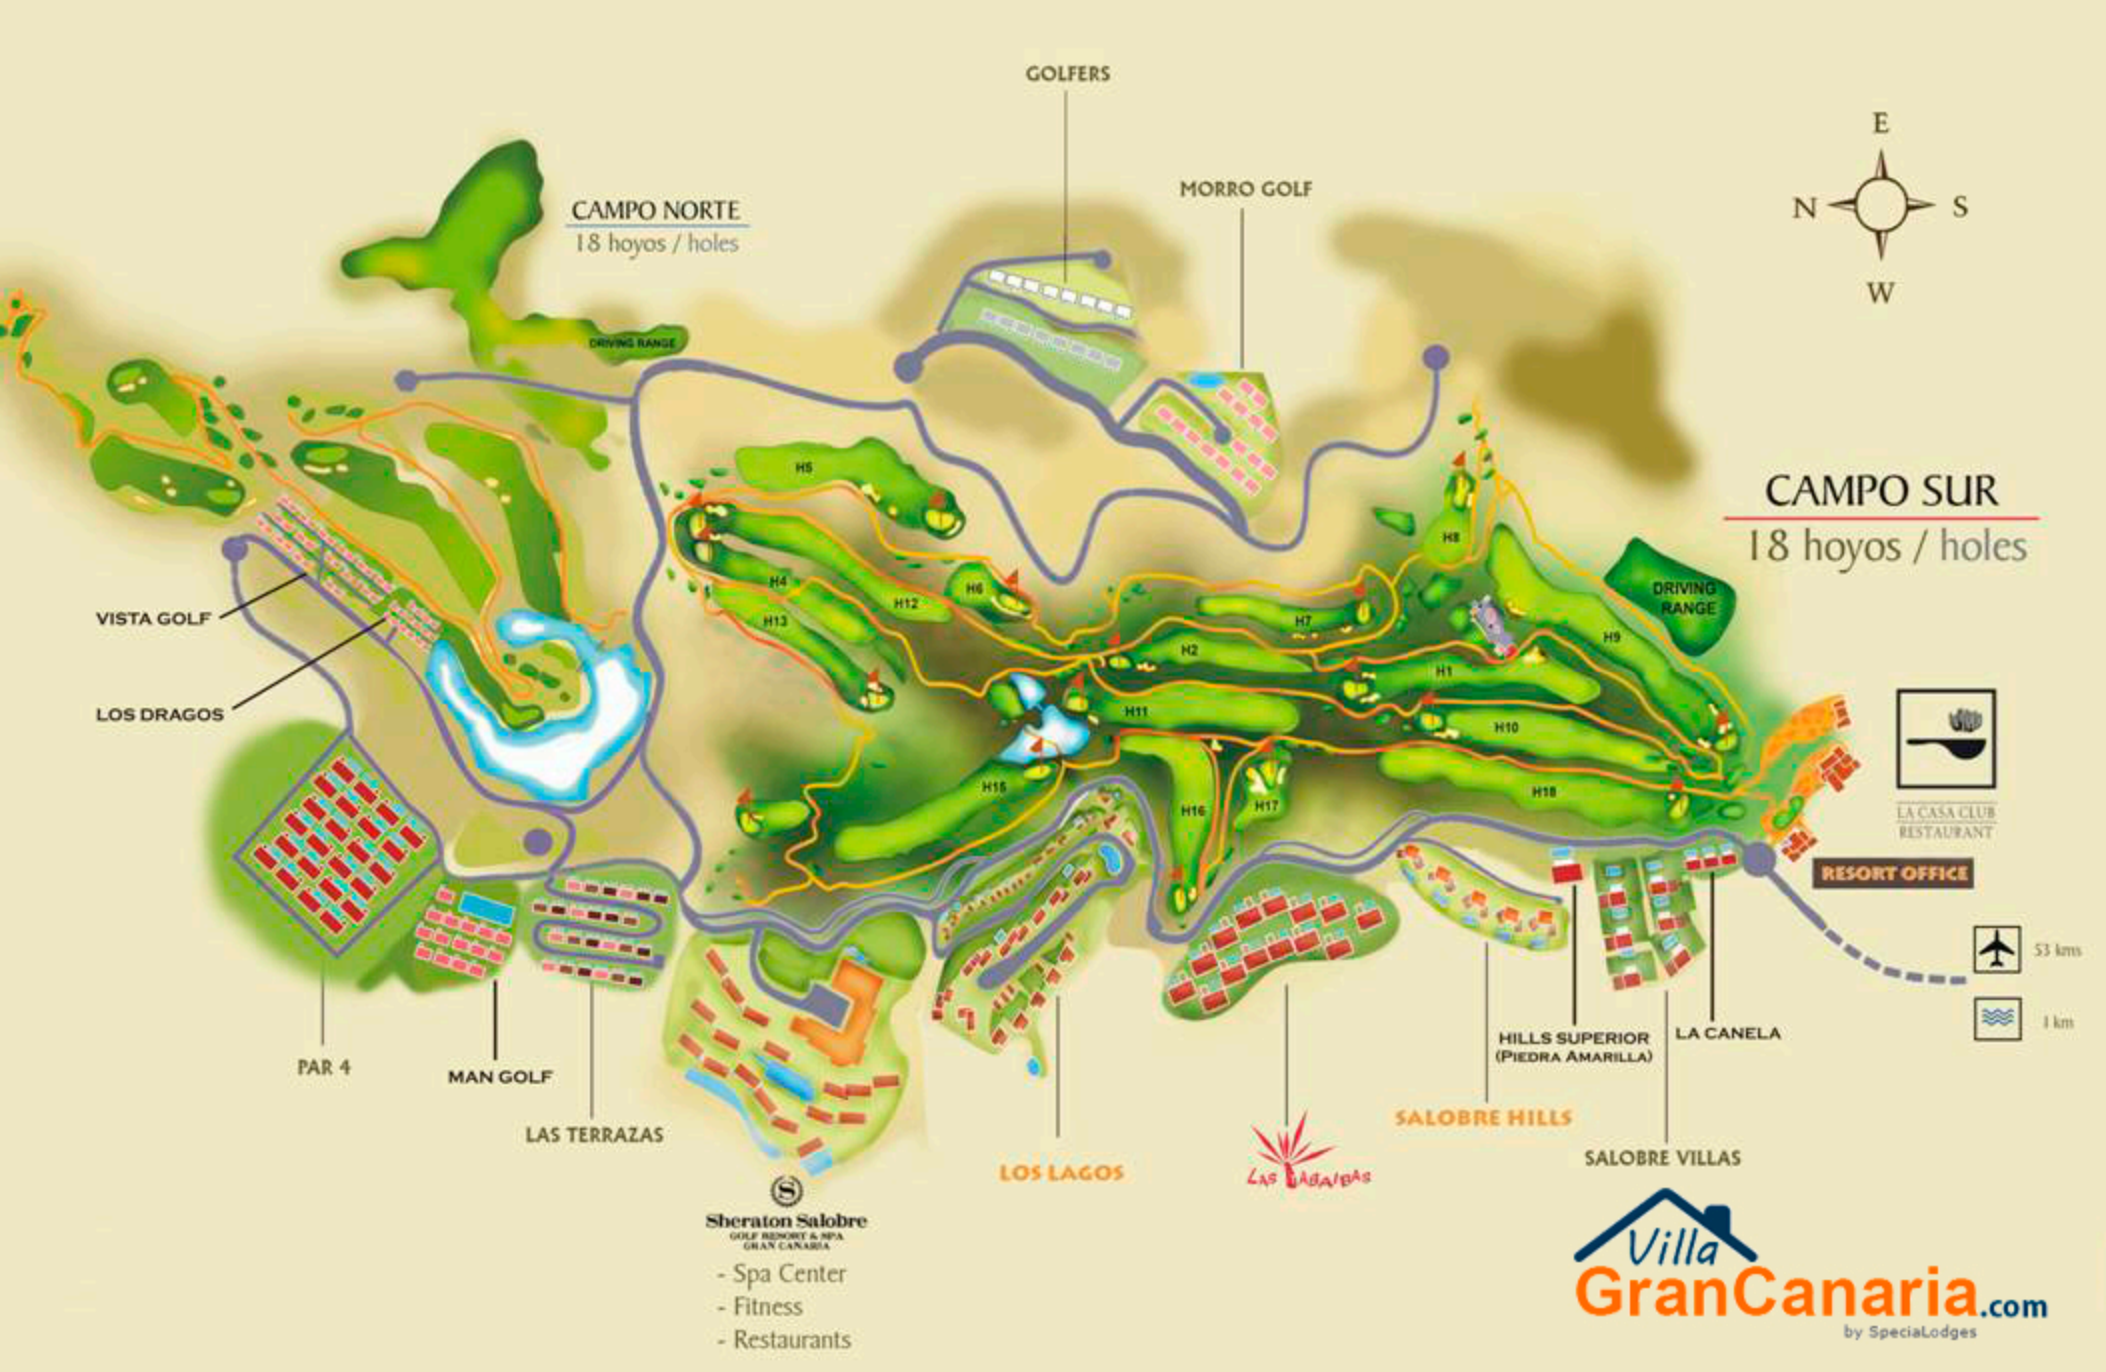 GOLFERS
E
MORRO GOLF
CAMPO NORTE
18 hoyos / holes
N
S
W
DRIVING RANGE
H5
CAMPO SUR
18 hoyos / holes
H8
H4
H6
H12
DRIVING
RANGE
H13
H7
H9
VISTA GOLF
H2
H1
LOS DRAGOS
H11
H10
H15
H18
H16
H17
LA CASA CLUB
RESTAURANT
RESORT OFFICE
53 kms
1 km
HILLS SUPERIOR
(PIEDRA AMARILLA)
LA CANELA
PAR 4
MAN GOLF
SALOBRE HILLS
LAS TERRAZAS
SALOBRE VILLAS
LOS LAGOS
LAS TABAIBAS
S
Sheraton Salobre
GOLF RESORT & SPA
GRAN CANARIA
- Spa Center
- Fitness
- Restaurants
Villa
GranCanaria.com
by SpeciaLodges